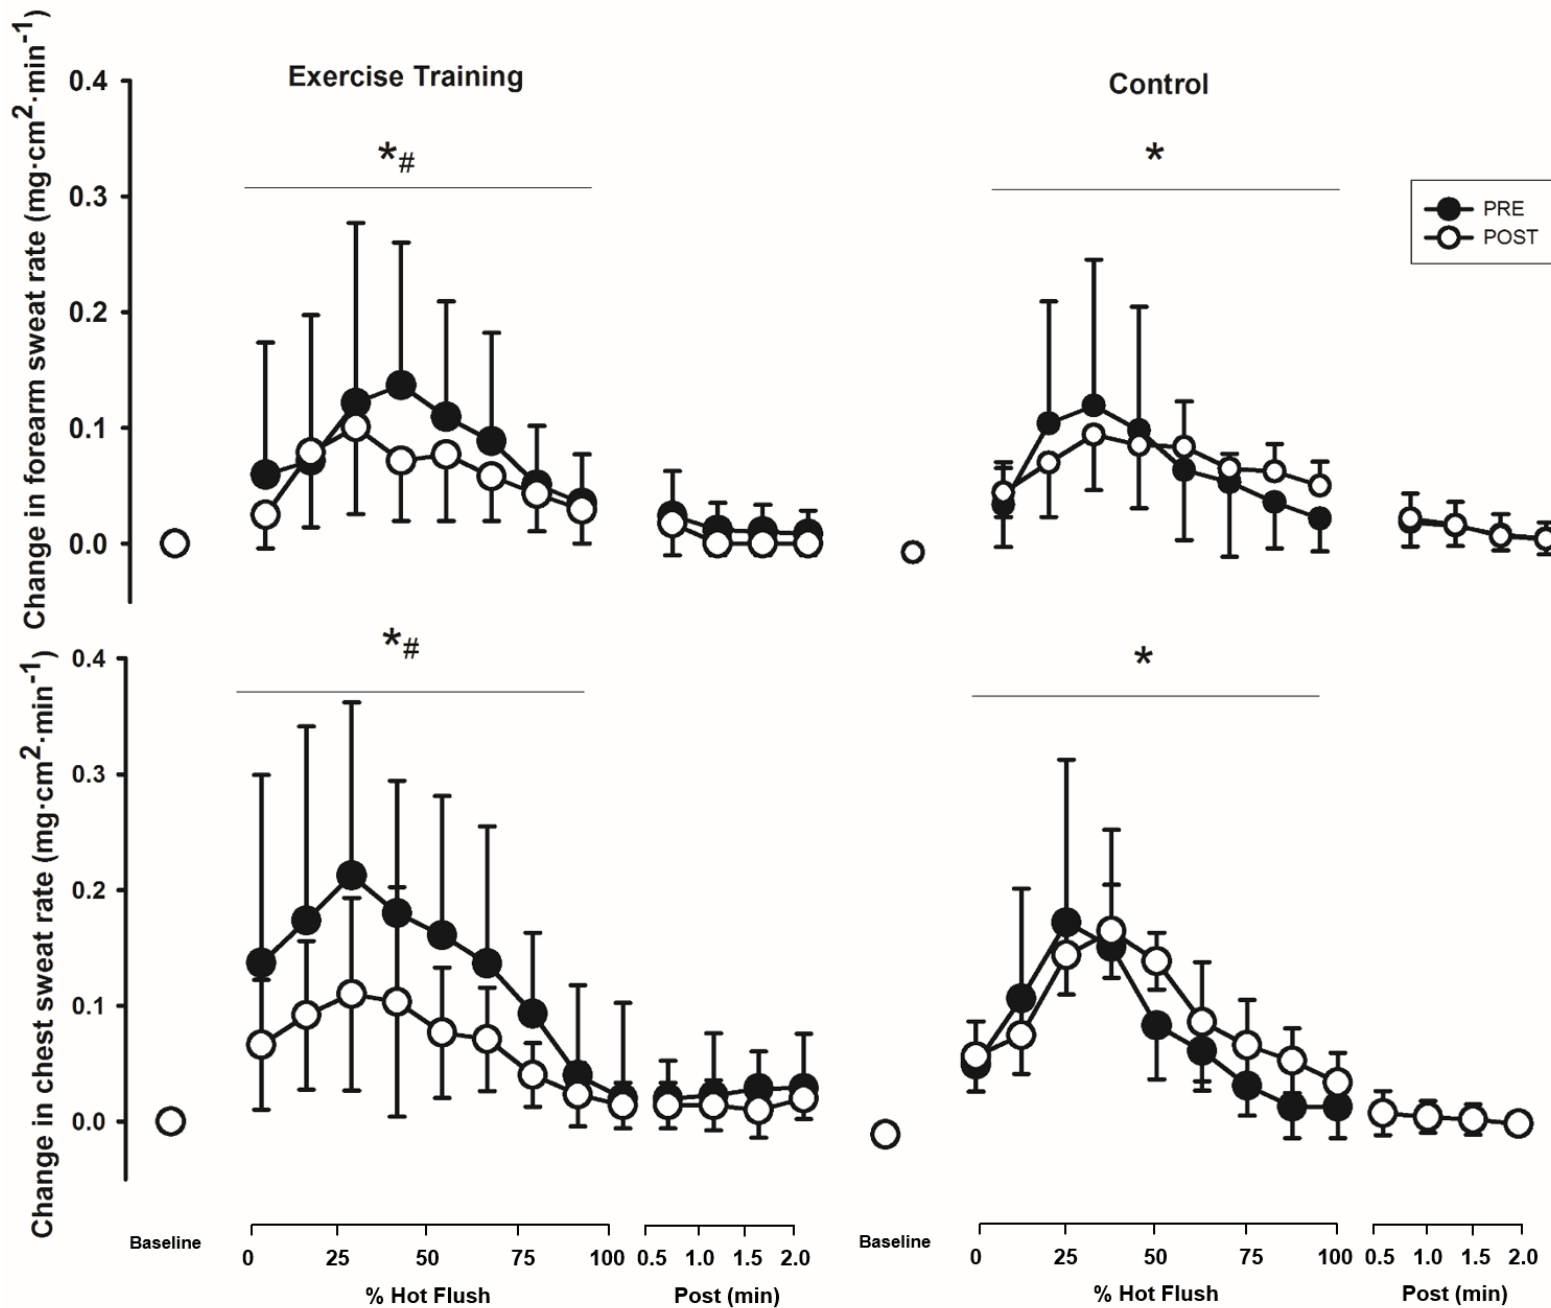 Exercise Training
Control
Change in forearm sweat rate (mg·cm²·min⁻¹)
0.4
0.3
0.2
0.1
0.0
*#
*
PRE
POST
Change in chest sweat rate (mg·cm²·min⁻¹)
0.4
0.3
0.2
0.1
0.0
*#
*
Baseline
0 25 50 75 100
% Hot Flush
0.5 1.0 1.5 2.0
Post (min)
Baseline
0 25 50 75 100
% Hot Flush
0.5 1.0 1.5 2.0
Post (min)